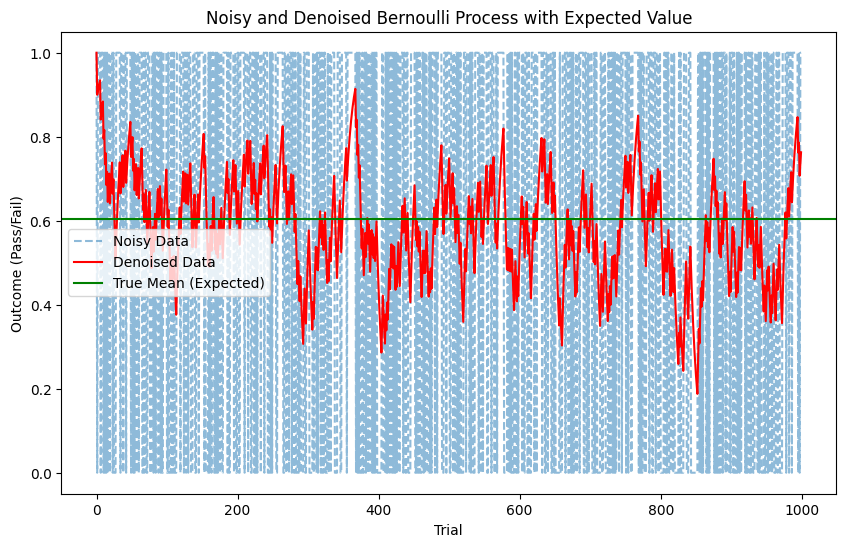 Noisy and Denoised Bernoulli Process with Expected Value
1.0
0.8
0.6
0.4
0.2
0.0
Outcome (Pass/Fail)
Noisy Data
Denoised Data
True Mean (Expected)
0
200
400
600
800
1000
Trial